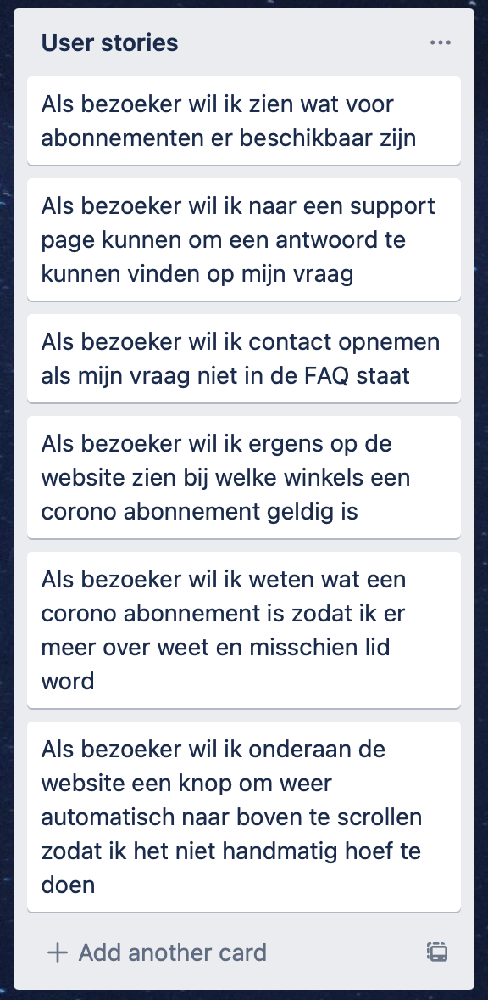 User stories
Als bezoeker wil ik zien wat voor
abonnementen er beschikbaar zijn
Als bezoeker wil ik naar een support
page kunnen om een antwoord te
kunnen vinden op mijn vraag
Als bezoeker wil ik contact opnemen
als mijn vraag niet in de FAQ staat
Als bezoeker wil ik ergens op de
website zien bij welke winkels een
corono abonnement geldig is
Als bezoeker wil ik weten wat een
corono abonnement is zodat ik er
meer over weet en misschien lid
word
Als bezoeker wil ik onderaan de
website een knop om weer
automatisch naar boven te scrollen
zodat ik het niet handmatig hoef te
doen
+ Add another card